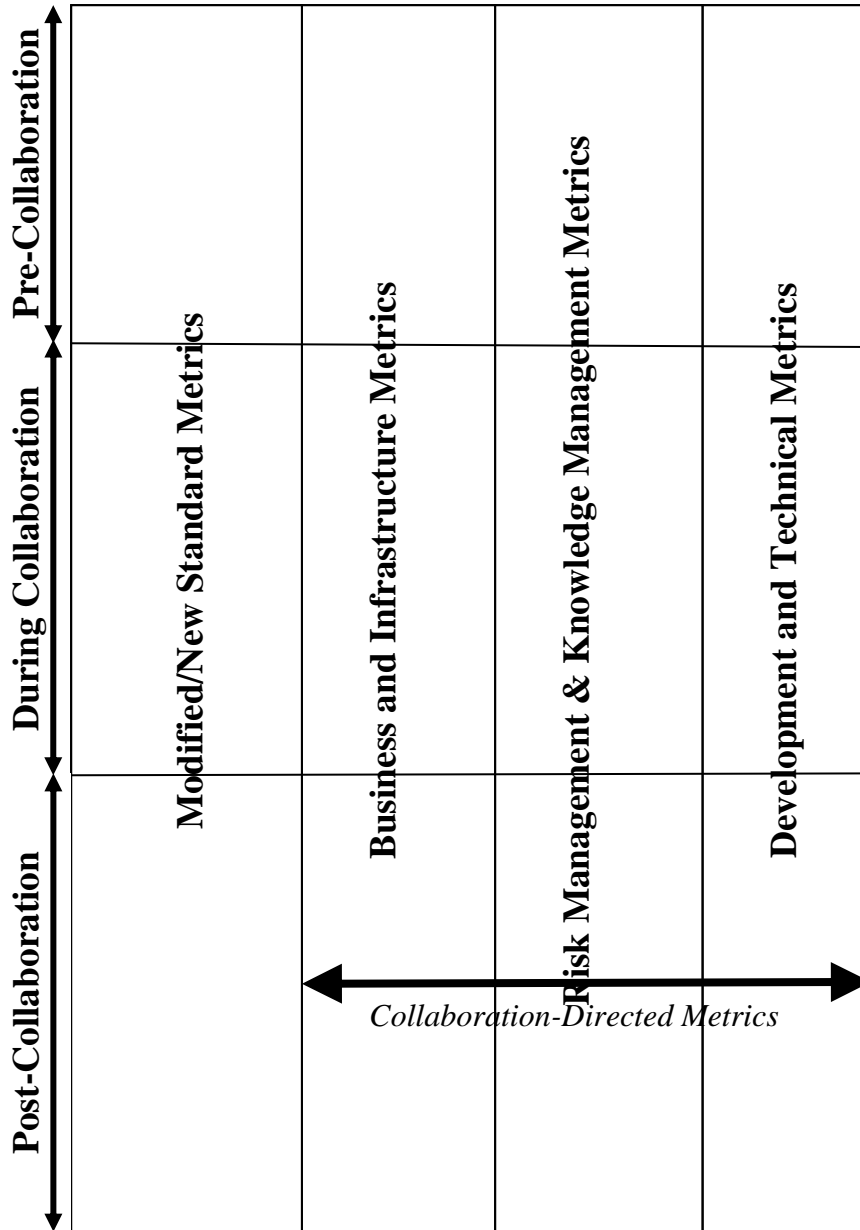 Pre-Collaboration
During Collaboration
Post-Collaboration
Modified/New Standard Metrics
Business and Infrastructure Metrics
Risk Management & Knowledge Management Metrics
Development and Technical Metrics
Collaboration-Directed Metrics